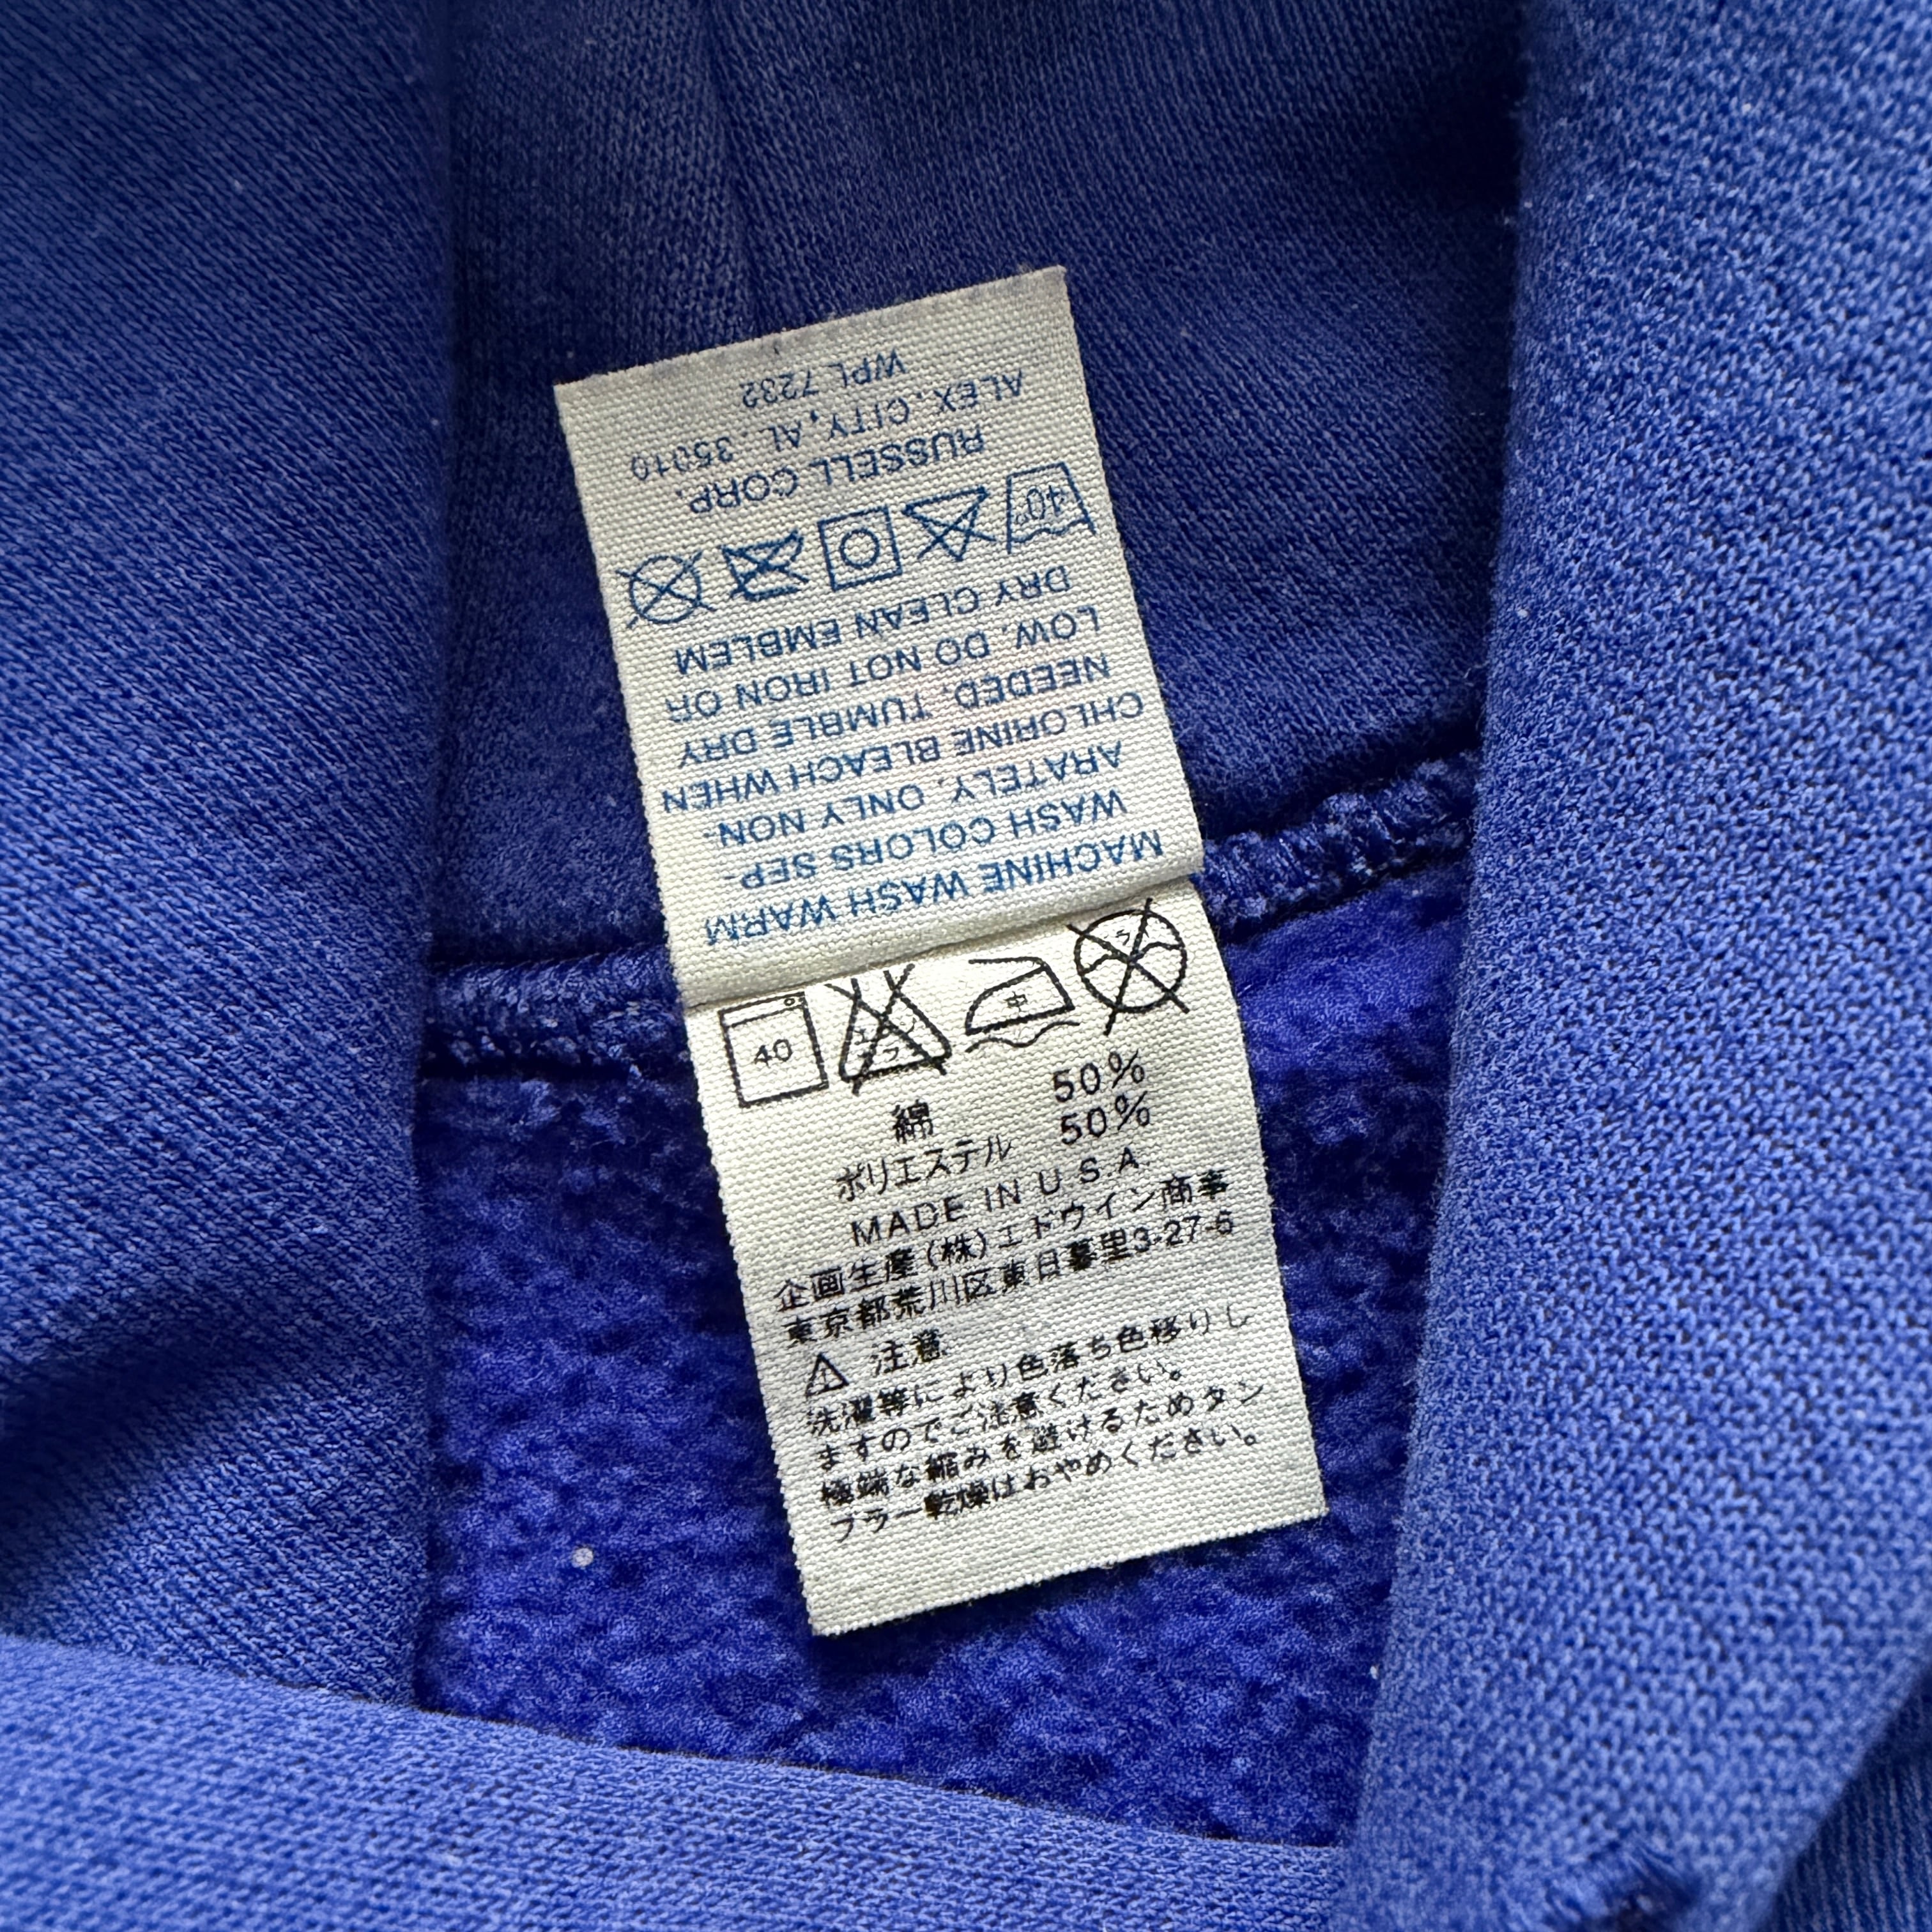 MACHINE WASH WARM
WASH COLORS SEP-
ARATELY. ONLY NON-
CHLORINE BLEACH WHEN
NEEDED. TUMBLE DRY
LOW. DO NOT IRON OR
DRY CLEAN EMBLEM
40°
RUSSELL CORP.
ALEX. CITY, AL. 35010
WPL 7232
40 中
綿 50%
ポリエステル 50%
MADE IN U.S.A.
企画生産(株)エドウイン商事
東京都荒川区東日暮里3-27-6
注意
洗濯等により色落ち色移りし
ますのでご注意ください。
極端な縮みを避けるためタン
ブラー乾燥はおやめください。